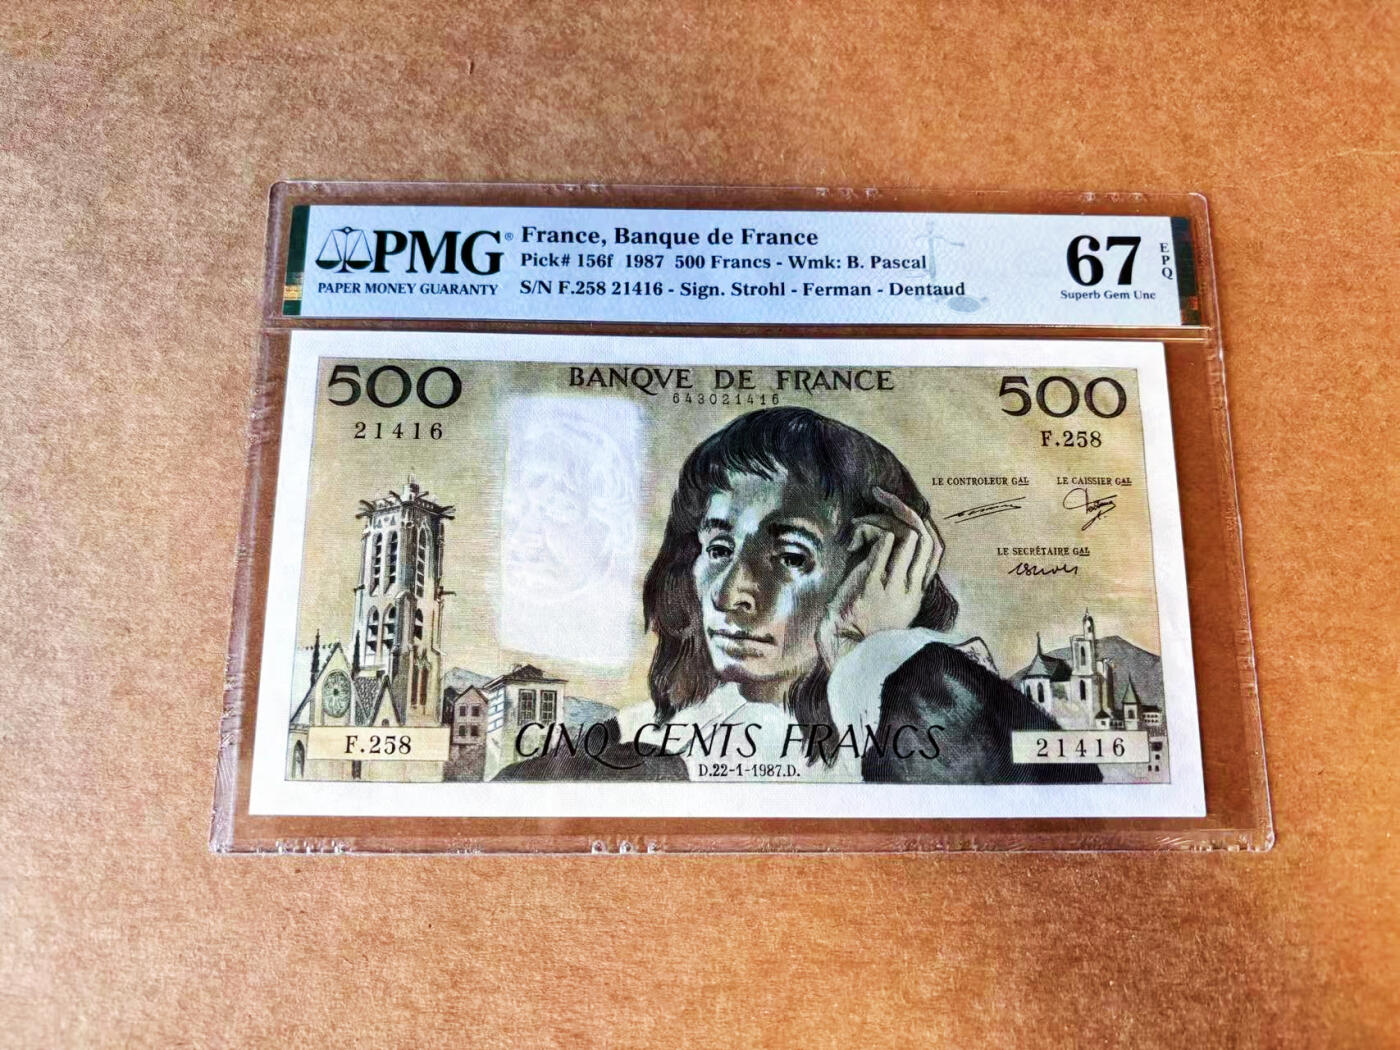 PMG®
PAPER MONEY GUARANTY
France, Banque de France
Pick# 156f 1987 500 Francs - Wmk: B. Pascal
S/N F.258 21416 - Sign. Strohl - Ferman - Dentaud
67
EPQ
Superb Gem Unc
500
BANQVE DE FRANCE
500
643021416
21416
F.258
LE CONTROLEUR GAL
LE CAISSIER GAL
LE SECRÉTAIRE GAL
F.258
CINQ CENTS FRANCS
21416
D.22-1-1987.D.